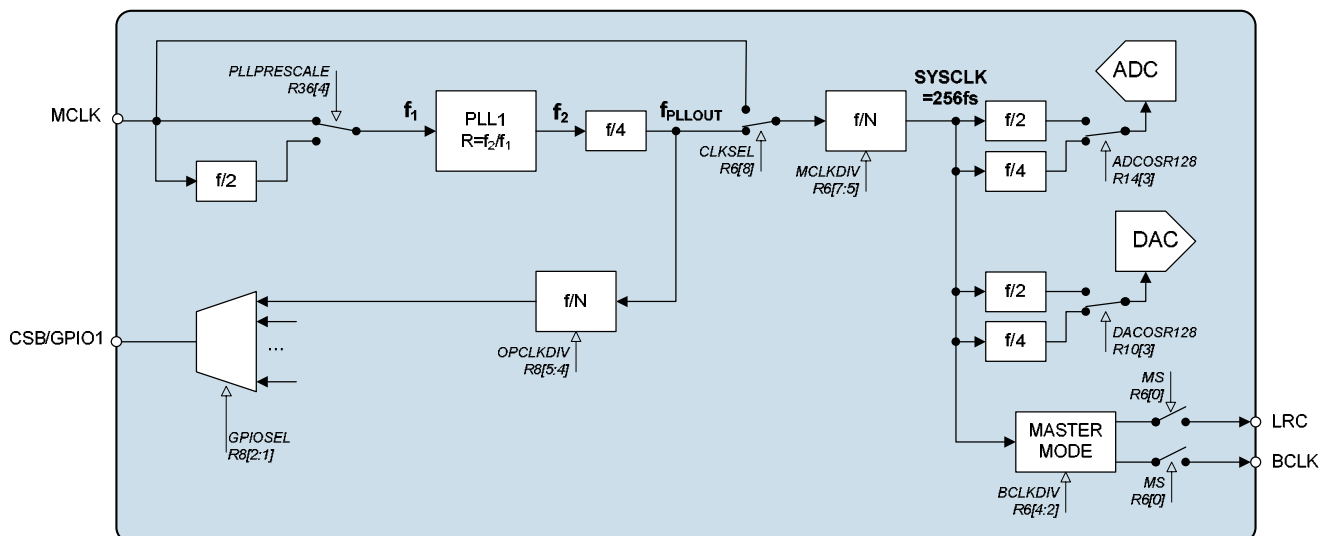 PLLPRESCALE
R36[4]
MCLK
f/2
f1
PLL1
R=f2/f1
f2
f/4
fPLLOUT
CLKSEL
R6[8]
f/N
MCLKDIV
R6[7:5]
SYSCLK
=256fs
f/2
f/4
ADC
ADCOSR128
R14[3]
DAC
f/2
f/4
DACOSR128
R10[3]
CSB/GPIO1
...
GPIOSEL
R8[2:1]
f/N
OPCLKDIV
R8[5:4]
MASTER
MODE
BCLKDIV
R6[4:2]
MS
R6[0]
LRC
BCLK
MS
R6[0]